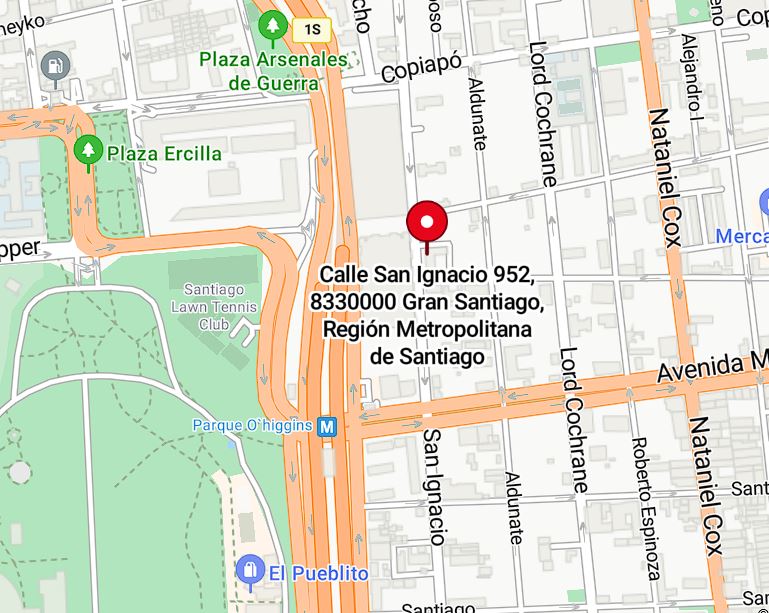 neyko
cho
oso
1S
Plaza Arsenales
de Guerra
Copiapó
Aldunate
Lord Cochrane
Alejandro I
eno
Cop
Plaza Ercilla
Nataniel Cox
Merca
pper
Santiago
Lawn Tennis
Club
Calle San Ignacio 952,
8330000 Gran Santiago,
Región Metropolitana
de Santiago
Avenida M
Lord Cochrane
Parque O`higgins
M
San Ignacio
Aldunate
Roberto Espinoza
Nataniel Cox
Sant
El Pueblito
Santiago
San